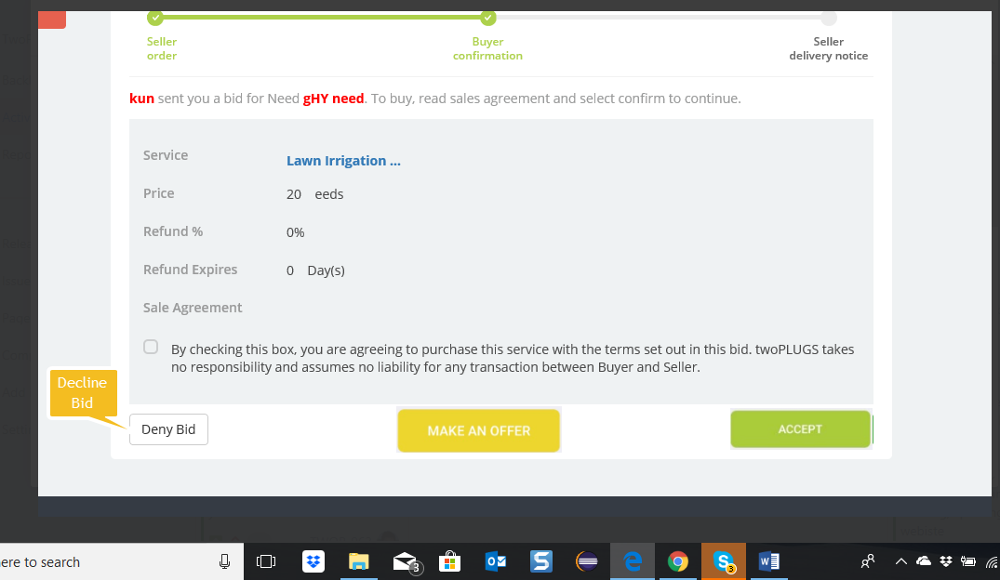 Seller
order
Buyer
confirmation
Seller
delivery notice
kun sent you a bid for Need gHY need. To buy, read sales agreement and select confirm to continue.
Service
Lawn Irrigation ...
Price
20 eeds
Refund %
0%
Refund Expires
0 Day(s)
Sale Agreement
By checking this box, you are agreeing to purchase this service with the terms set out in this bid. twoPLUGS takes
no responsibility and assumes no liability for any transaction between Buyer and Seller.
Decline
Bid
Deny Bid
MAKE AN OFFER
ACCEPT
ere to search
3
S
S
3